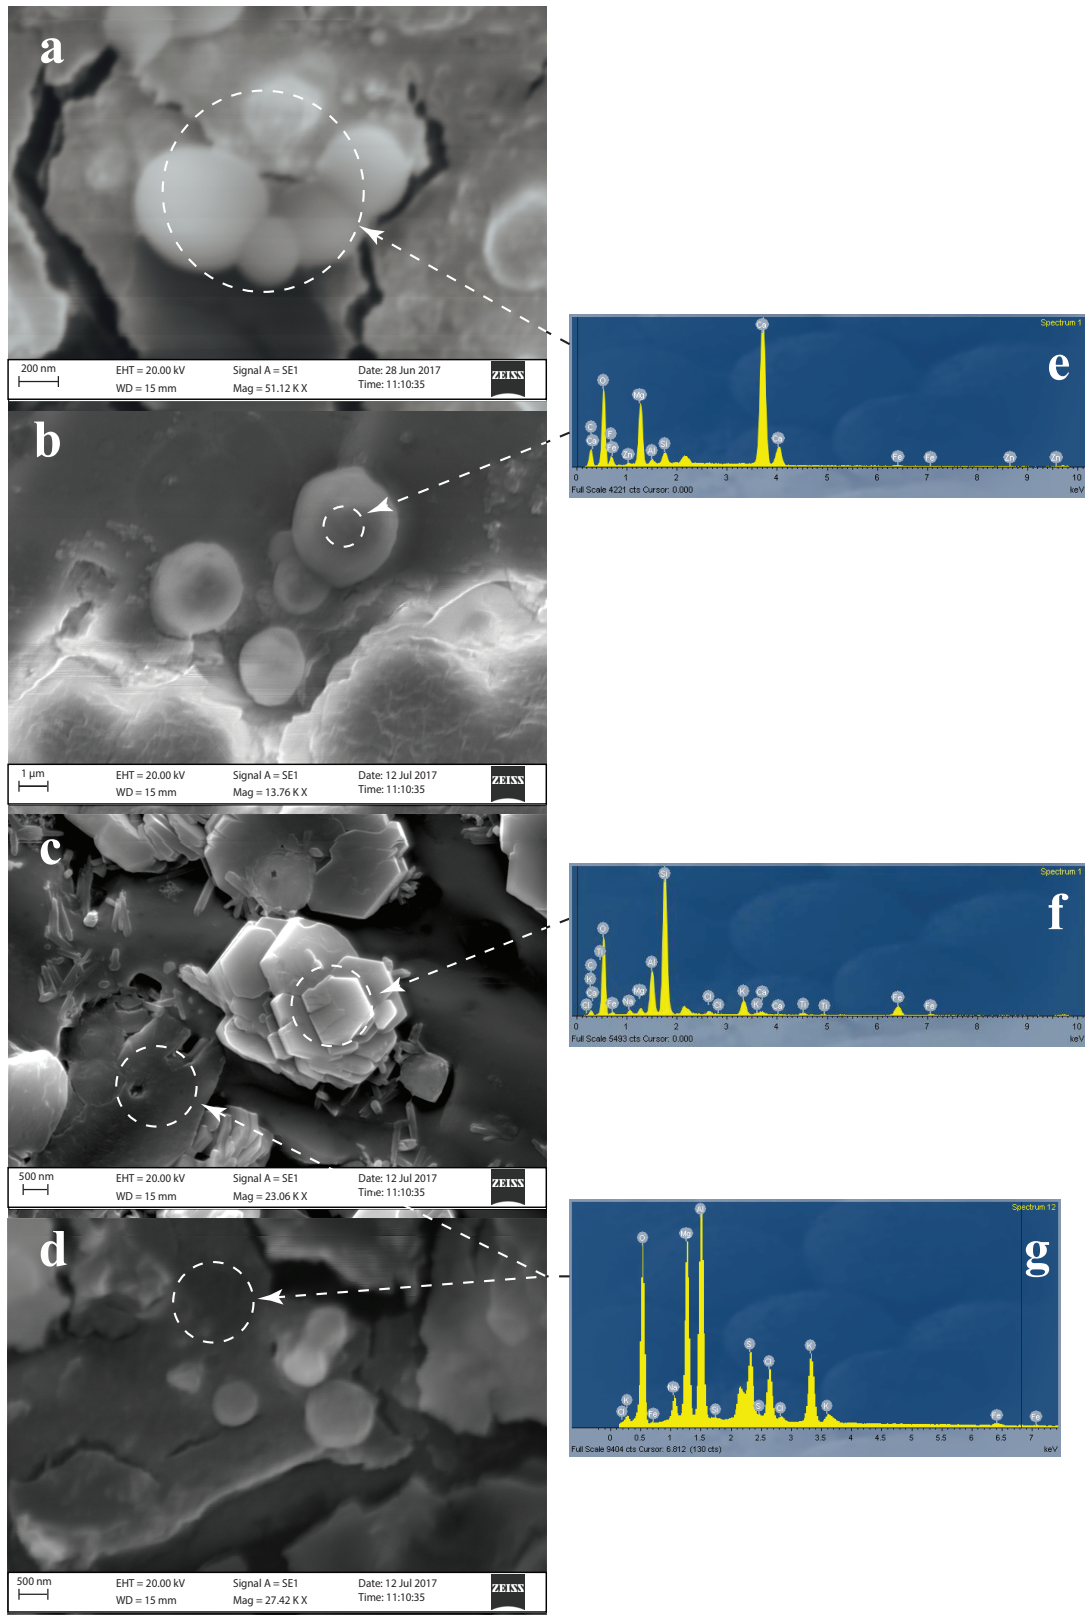 a
200 nm
EHT = 20.00 kV
WD = 15 mm
Signal A = SE1
Mag = 51.12 K X
Date: 28 Jun 2017
Time: 11:10:35
ZEISS
b
1 µm
EHT = 20.00 kV
WD = 15 mm
Signal A = SE1
Mag = 13.76 K X
Date: 12 Jul 2017
Time: 11:10:35
ZEISS
c
500 nm
EHT = 20.00 kV
WD = 15 mm
Signal A = SE1
Mag = 23.06 K X
Date: 12 Jul 2017
Time: 11:10:35
ZEISS
d
500 nm
EHT = 20.00 kV
WD = 15 mm
Signal A = SE1
Mag = 27.42 K X
Date: 12 Jul 2017
Time: 11:10:35
ZEISS
Spectrum 1
e
Ca
O
Mg
C
F
Ca
Fe
Zn
Al
Si
Ca
Fe
Fe
Zn
Zn
0 1 2 3 4 5 6 7 8 9 10
Full Scale 4221 cts Cursor: 0.000
keV
Spectrum 1
f
Si
O
Ti
C
K
Ca
Cl
Fe
Na
Mg
Al
Cl
Cl
K
K
Ca
Ca
Ti
Ti
Fe
Fe
0 1 2 3 4 5 6 7 8 9 10
Full Scale 5493 cts Cursor: 0.000
keV
Spectrum 12
g
Al
O
Mg
Na
K
Cl
Fe
Si
S
S
Cl
Cl
K
K
Fe
Fe
0 0.5 1 1.5 2 2.5 3 3.5 4 4.5 5 5.5 6 6.5 7
Full Scale 9404 cts Cursor: 6.812 (130 cts)
keV